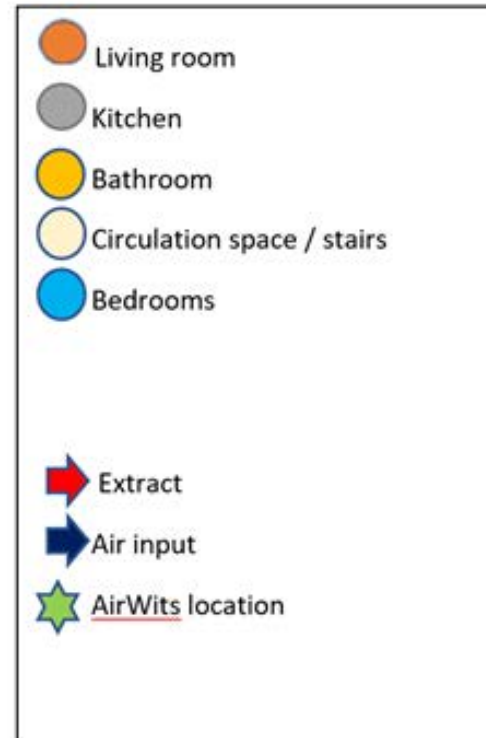 Living room
Kitchen
Bathroom
Circulation space / stairs
Bedrooms
Extract
Air input
AirWits location